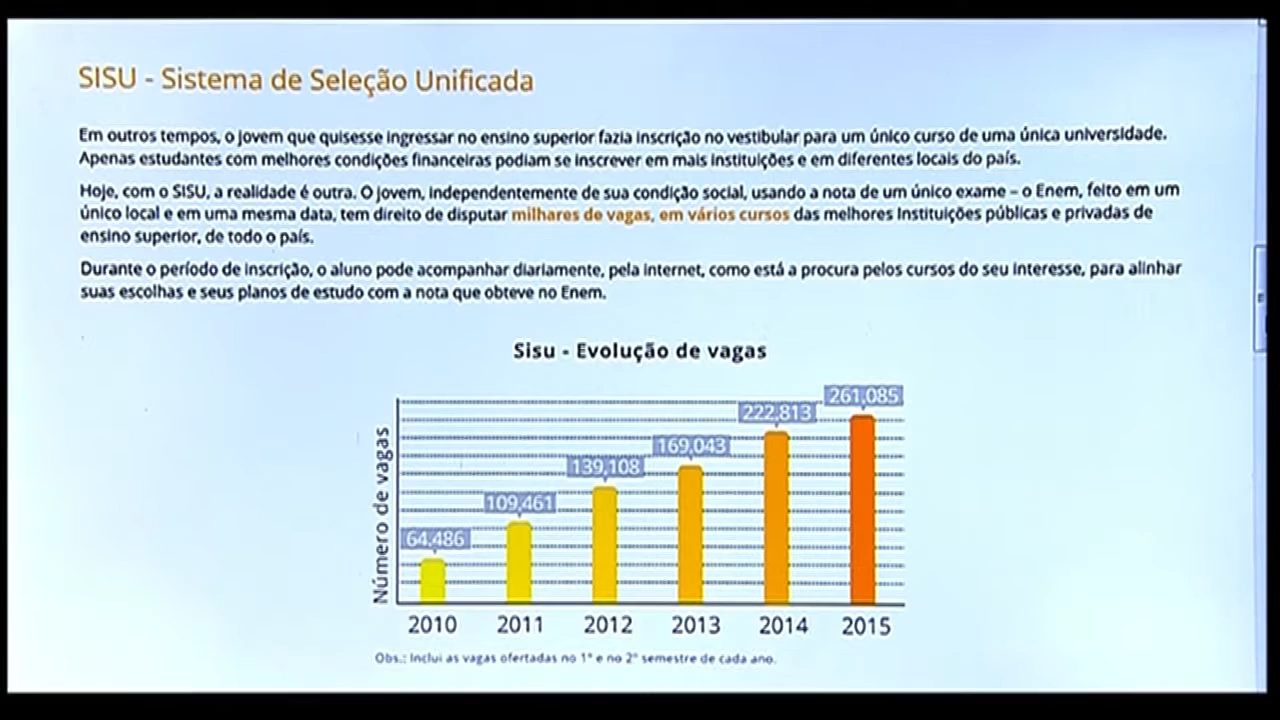 SISU - Sistema de Seleção Unificada
Em outros tempos, o jovem que quisesse ingressar no ensino superior fazia inscrição no vestibular para um único curso de uma única universidade.
Apenas estudantes com melhores condições financeiras podiam se inscrever em mais instituições e em diferentes locais do país.
Hoje, com o SISU, a realidade é outra. O jovem, independentemente de sua condição social, usando a nota de um único exame – o Enem, feito em um
único local e em uma mesma data, tem direito de disputar milhares de vagas, em vários cursos das melhores instituições públicas e privadas de
ensino superior, de todo o país.
Durante o período de inscrição, o aluno pode acompanhar diariamente, pela internet, como está a procura pelos cursos do seu interesse, para alinhar
suas escolhas e seus planos de estudo com a nota que obteve no Enem.
Sisu - Evolução de vagas
Número de vagas
64,486
109,461
139,108
169,043
222,813
261,085
2010 2011 2012 2013 2014 2015
Obs.: Inclui as vagas ofertadas no 1º e no 2º semestre de cada ano.